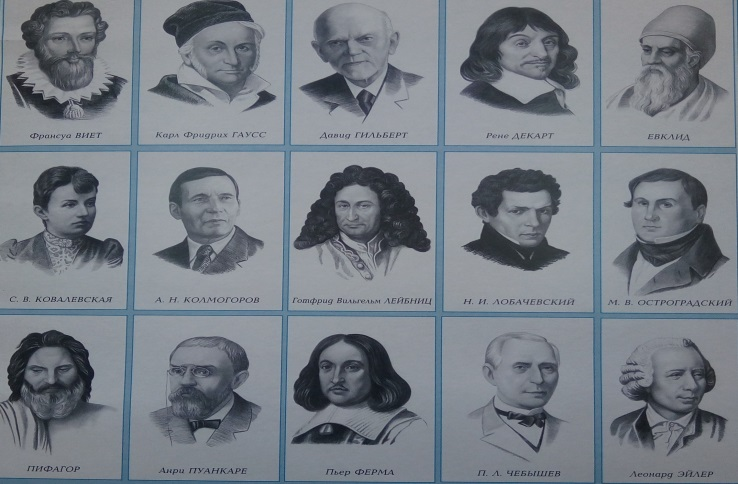 Франсуа ВИЕТ
Карл Фридрих ГАУСС
Давид ГИЛЬБЕРТ
Рене ДЕКАРТ
ЕВКЛИД
С. В. КОВАЛЕВСКАЯ
А. Н. КОЛМОГОРОВ
Готфрид Вильгельм ЛЕЙБНИЦ
Н. И. ЛОБАЧЕВСКИЙ
М. В. ОСТРОГРАДСКИЙ
ПИФАГОР
Анри ПУАНКАРЕ
Пьер ФЕРМА
П. Л. ЧЕБЫШЕВ
Леонард ЭЙЛЕР